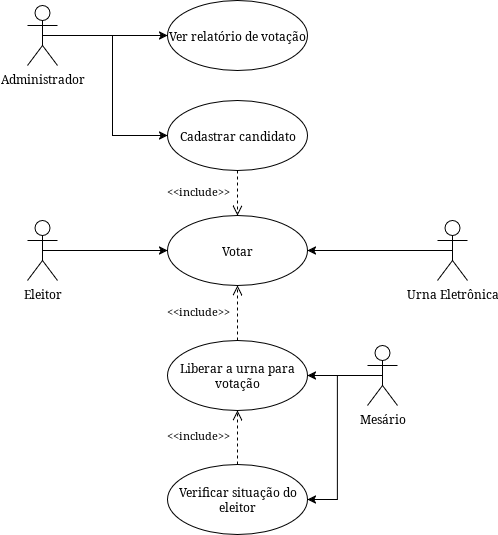 Ver relatório de votação
Administrador
Cadastrar candidato
<<include>>
Votar
Eleitor
Urna Eletrônica
<<include>>
Liberar a urna para
votação
Mesário
<<include>>
Verificar situação do
eleitor